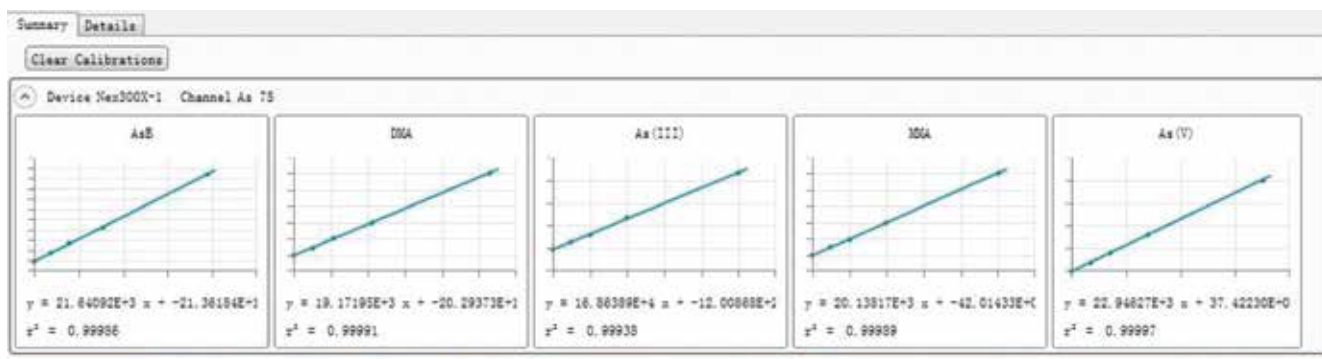 Summary Details
Clear Calibrations
Device Nex300X-1 Channel As 75
AsB
y = 21.64092E+3 x + -21.36184E+1
r² = 0.99986
DMA
y = 19.17195E+3 x + -20.29373E+1
r² = 0.99991
As(III)
y = 16.86389E+4 x + -12.00868E+2
r² = 0.99938
MMA
y = 20.13817E+3 x + -42.01433E+0
r² = 0.99989
As(V)
y = 22.94627E+3 x + 37.42230E-0
r² = 0.99997